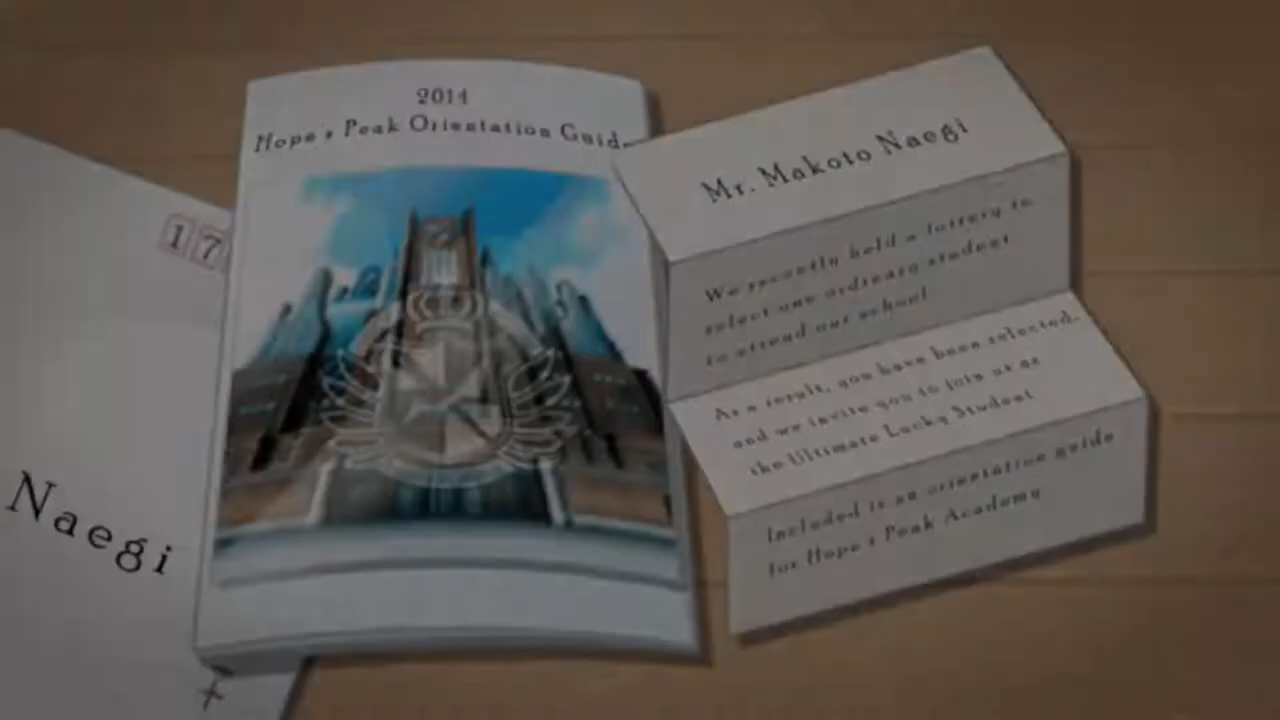 17
Naegi
2014
Hope's Peak Orientation Guide
Mr. Makoto Naegi
We recently held a lottery to
select one ordinary student
to attend our school
As a result, you have been selected,
and we invite you to join us as
the Ultimate Lucky Student
Included is an orientation guide
for Hope's Peak Academy